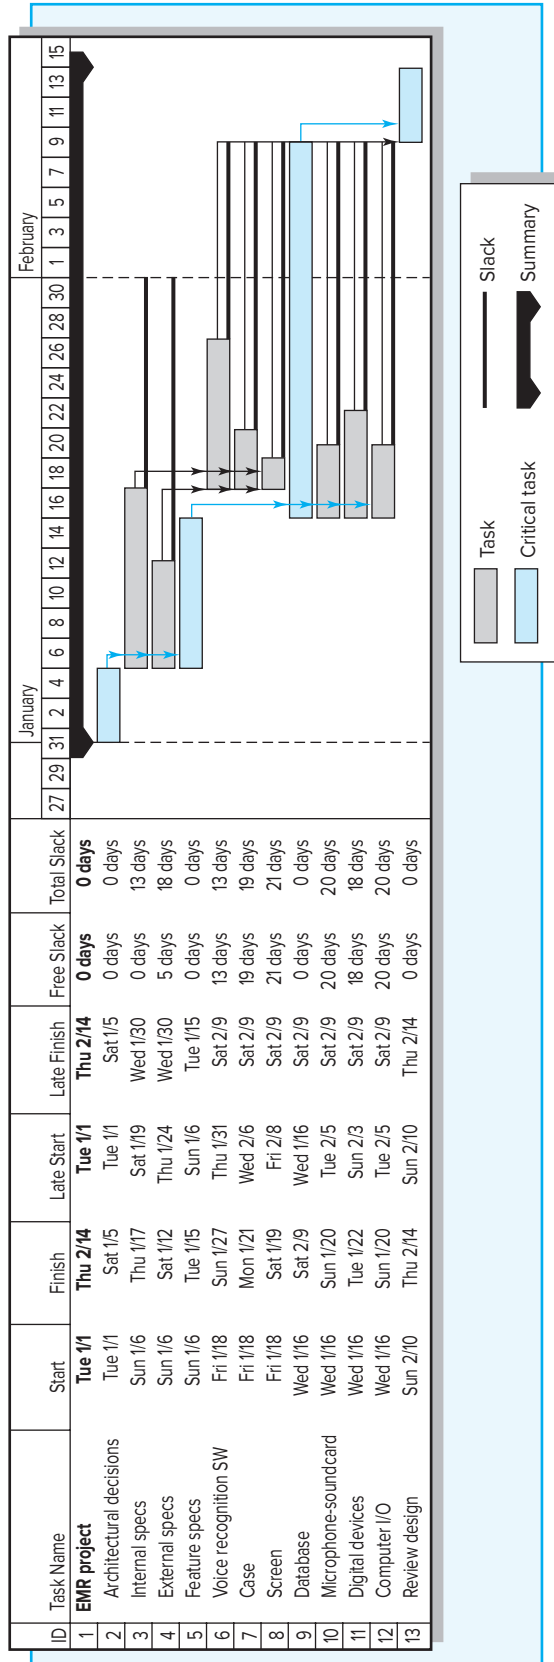 January February
ID Task Name Start Finish Late Start Late Finish Free Slack Total Slack 27 29 31 2 4 6 8 10 12 14 16 18 20 22 24 26 28 30 1 3 5 7 9 11 13 15
1 EMR project Tue 1/1 Thu 2/14 Tue 1/1 Thu 2/14 0 days 0 days
2 Architectural decisions Tue 1/1 Sat 1/5 Tue 1/1 Sat 1/5 0 days 0 days
3 Internal specs Sun 1/6 Thu 1/17 Sat 1/19 Wed 1/30 0 days 13 days
4 External specs Sun 1/6 Sat 1/12 Thu 1/24 Wed 1/30 5 days 18 days
5 Feature specs Sun 1/6 Tue 1/15 Sun 1/6 Tue 1/15 0 days 0 days
6 Voice recognition SW Fri 1/18 Sun 1/27 Thu 1/31 Sat 2/9 13 days 13 days
7 Case Fri 1/18 Mon 1/21 Wed 2/6 Sat 2/9 19 days 19 days
8 Screen Fri 1/18 Sat 1/19 Fri 2/8 Sat 2/9 21 days 21 days
9 Database Wed 1/16 Sat 2/9 Wed 1/16 Sat 2/9 0 days 0 days
10 Microphone-soundcard Wed 1/16 Sun 1/20 Tue 2/5 Sat 2/9 20 days 20 days
11 Digital devices Wed 1/16 Tue 1/22 Sun 2/3 Sat 2/9 18 days 18 days
12 Computer I/O Wed 1/16 Sun 1/20 Tue 2/5 Sat 2/9 20 days 20 days
13 Review design Sun 2/10 Thu 2/14 Sun 2/10 Thu 2/14 0 days 0 days
Task Slack
Critical task Summary